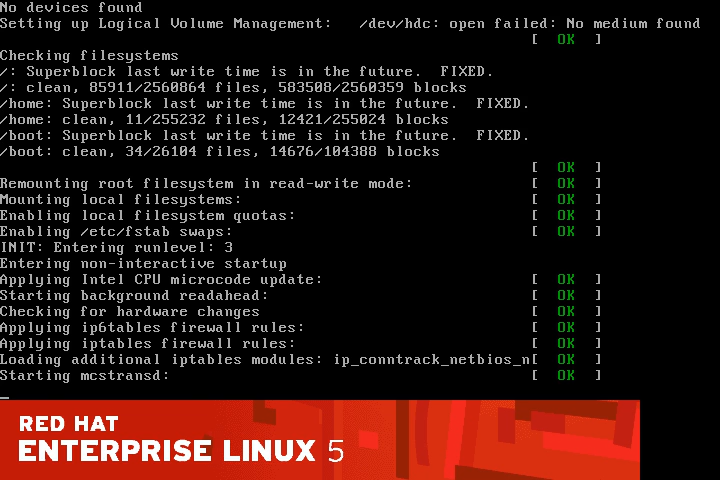 No devices found
Setting up Logical Volume Management:   /dev/hdc: open failed: No medium found
[  OK  ]
Checking filesystems
/: Superblock last write time is in the future.  FIXED.
/: clean, 85911/2560864 files, 583508/2560359 blocks
/home: Superblock last write time is in the future.  FIXED.
/home: clean, 11/255232 files, 12421/255024 blocks
/boot: Superblock last write time is in the future.  FIXED.
/boot: clean, 34/26104 files, 14676/104388 blocks
[  OK  ]
Remounting root filesystem in read-write mode: [  OK  ]
Mounting local filesystems: [  OK  ]
Enabling local filesystem quotas: [  OK  ]
Enabling /etc/fstab swaps: [  OK  ]
INIT: Entering runlevel: 3
Entering non-interactive startup
Applying Intel CPU microcode update: [  OK  ]
Starting background readahead: [  OK  ]
Checking for hardware changes [  OK  ]
Applying ip6tables firewall rules: [  OK  ]
Applying iptables firewall rules: [  OK  ]
Loading additional iptables modules: ip_conntrack_netbios_n[  OK  ]
Starting mcstransd: [  OK  ]
_
RED HAT
ENTERPRISE LINUX 5